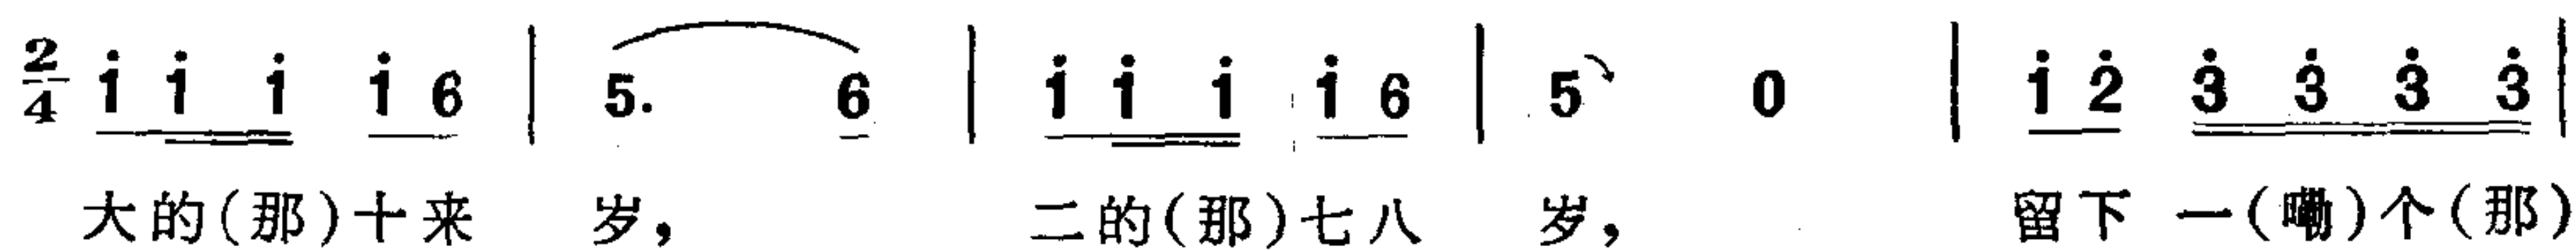 2/4 i̇ i̇ i̇ i̇ 6 | 5. 6 | i̇ i̇ i̇ i̇ 6 | 5 0 | i̇ 2̇ 3̇ 3̇ 3̇ 3̇ |
大的(那)十来 岁, 二的(那)七八 岁, 留下 一(嘞)个(那)